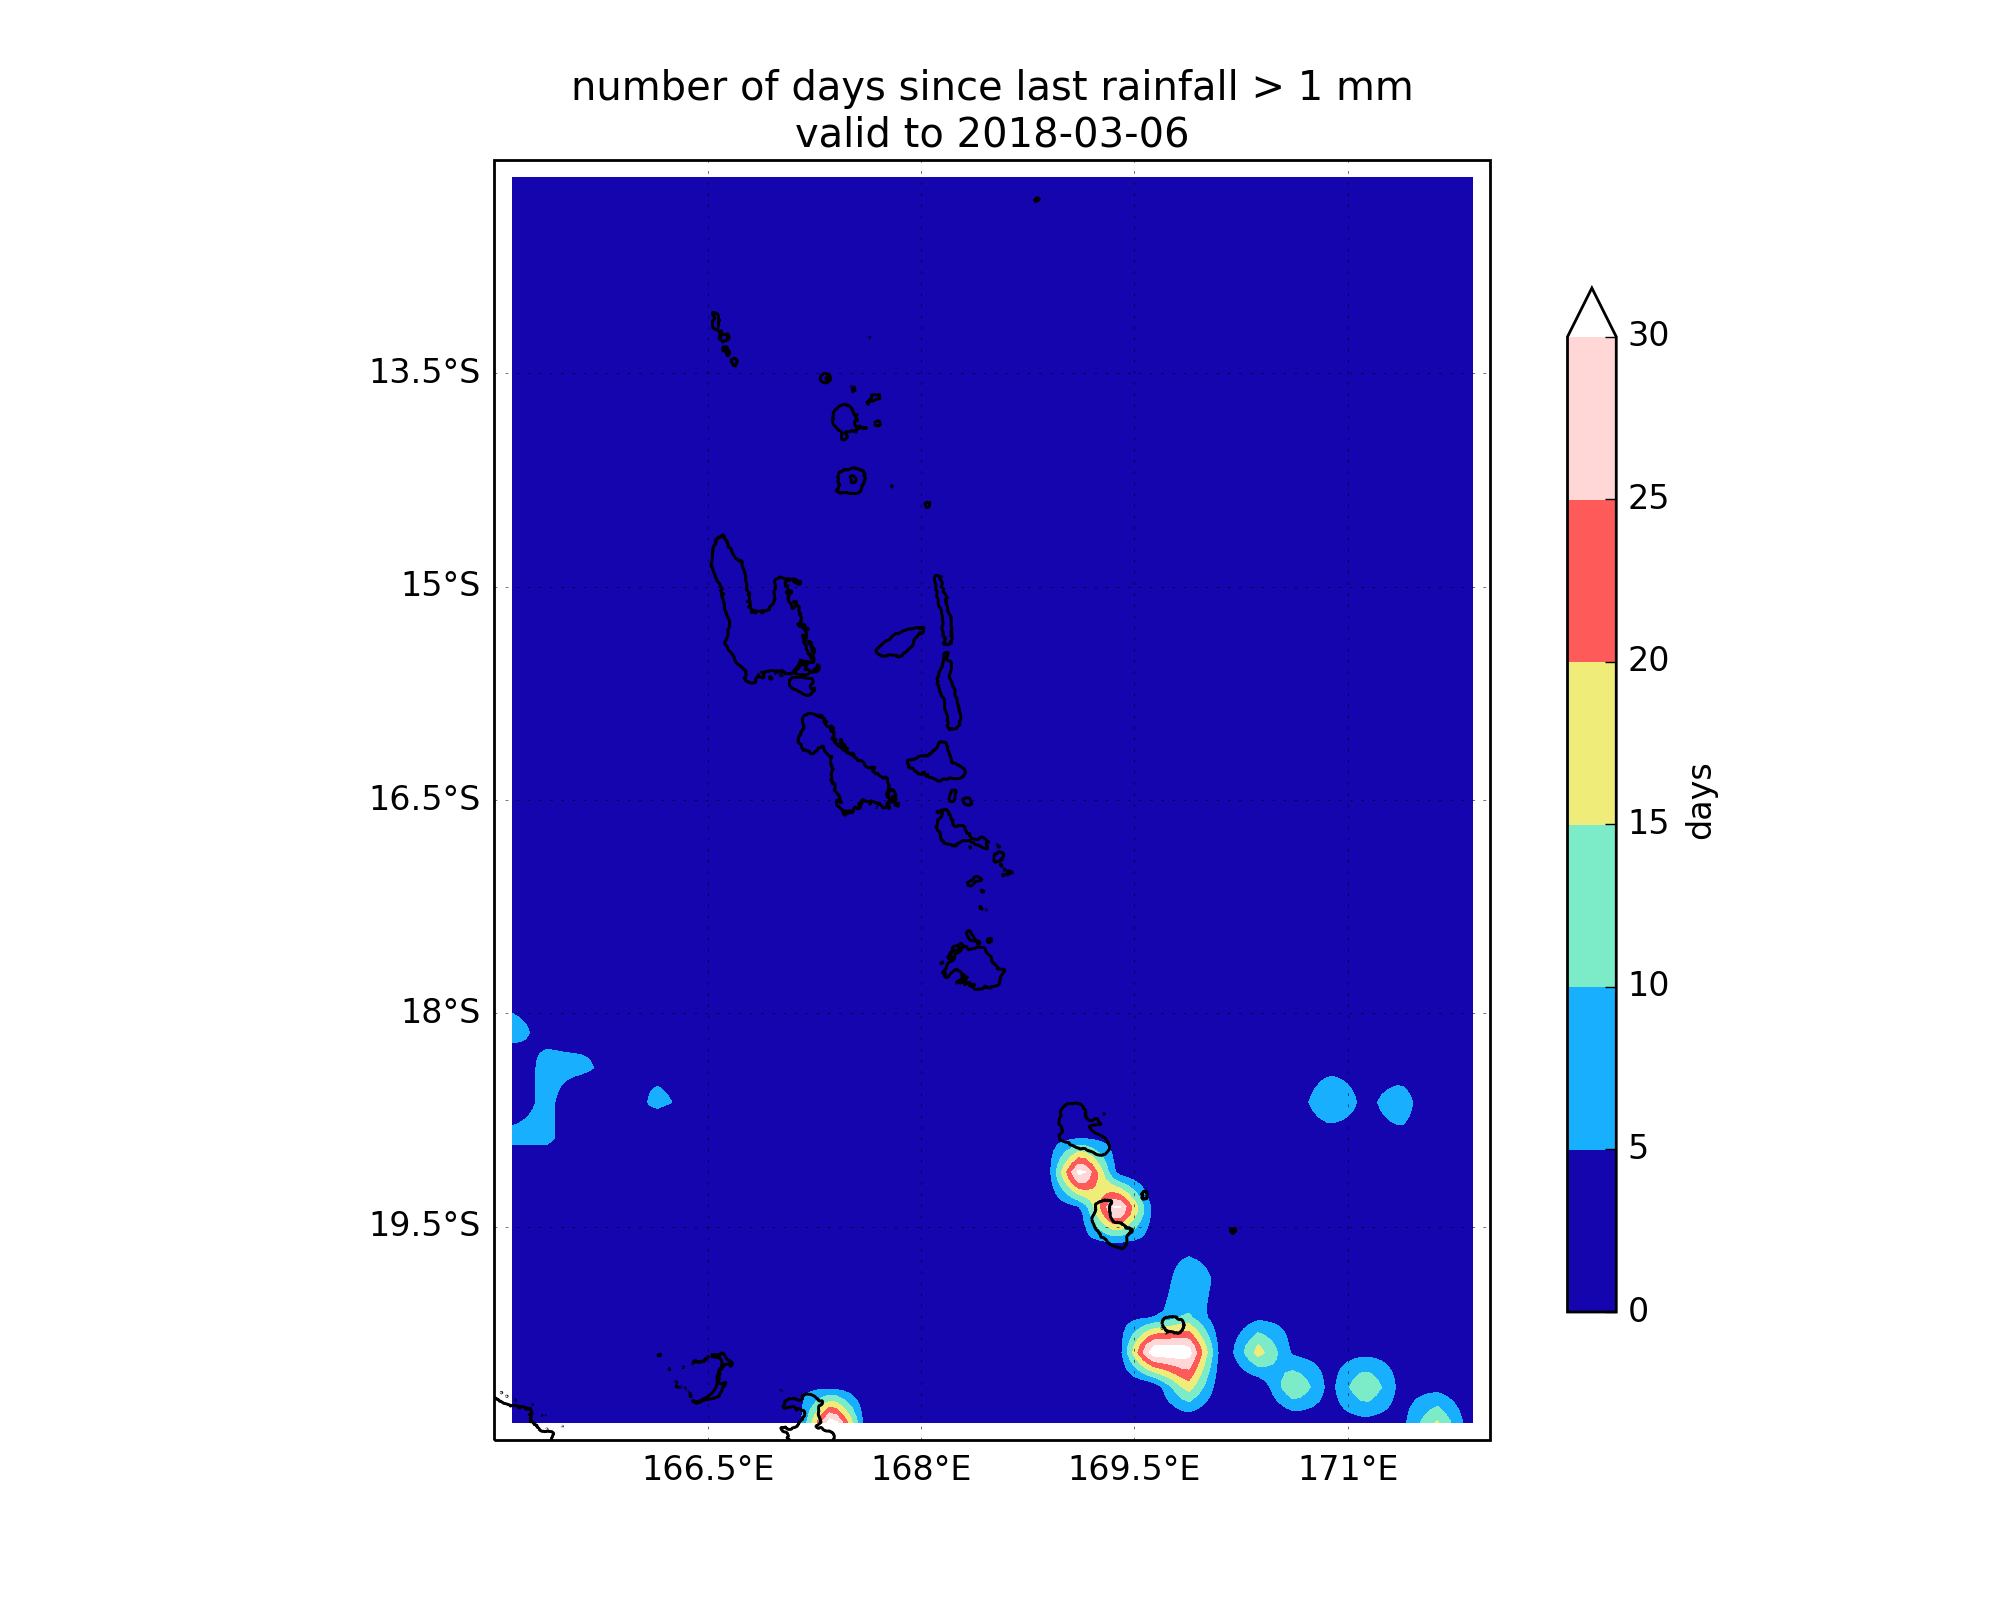 number of days since last rainfall > 1 mm
valid to 2018-03-06
13.5°S
15°S
16.5°S
18°S
19.5°S
166.5°E
168°E
169.5°E
171°E
30
25
20
15
10
5
0
days